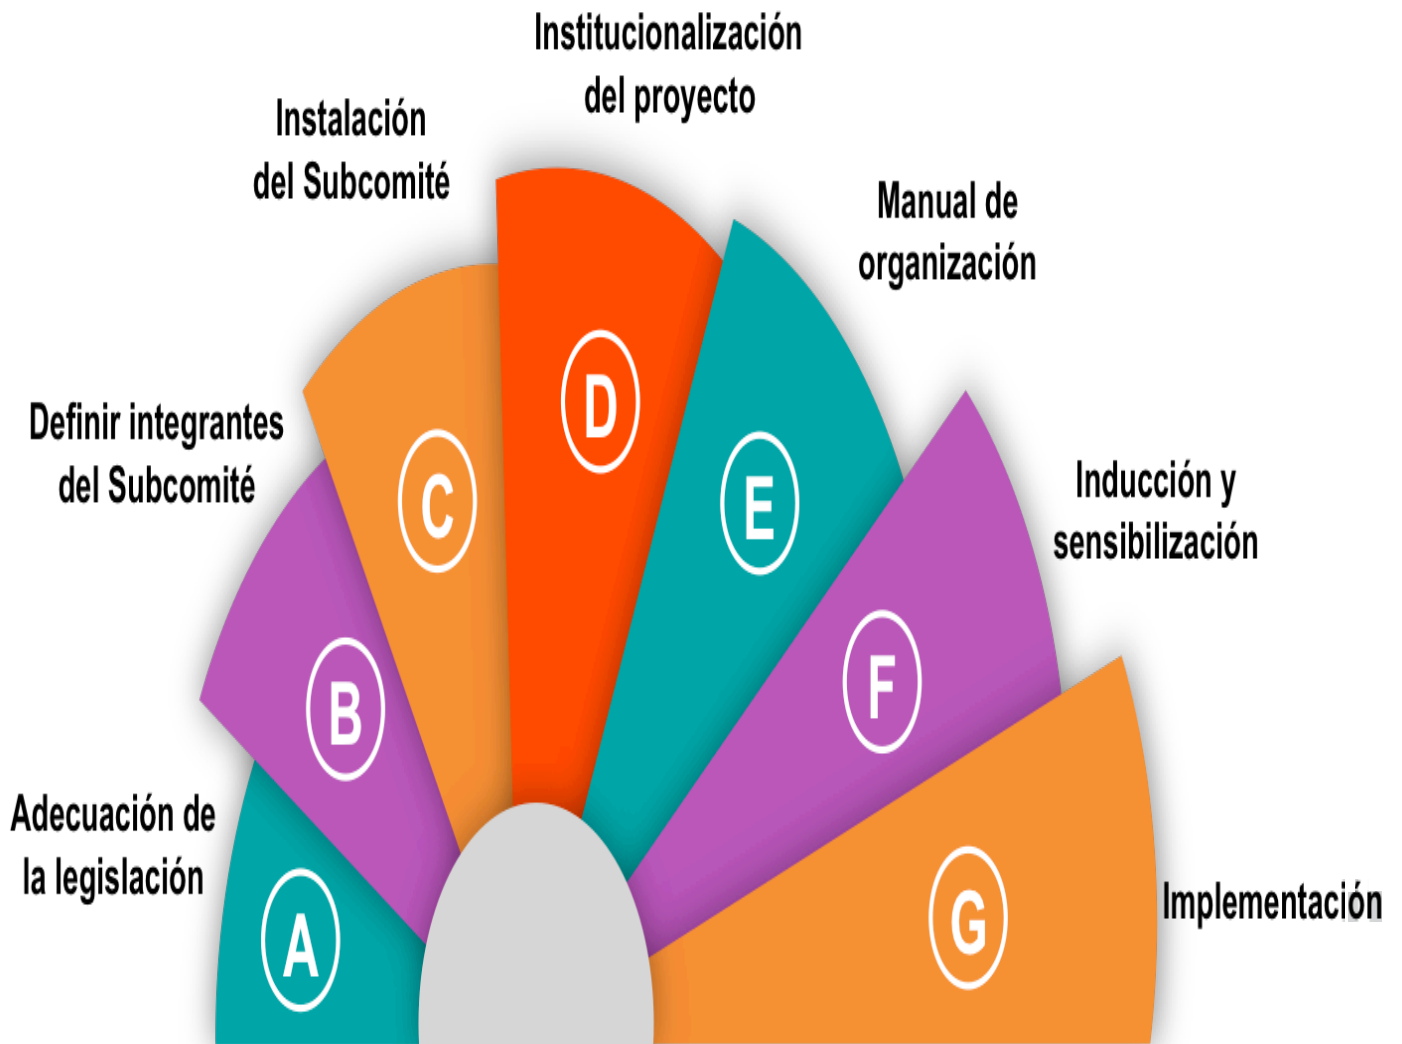 Institucionalización
del proyecto
Instalación
del Subcomité
Manual de
organización
Definir integrantes
del Subcomité
Inducción y
sensibilización
Adecuación de
la legislación
Implementación
A
B
C
D
E
F
G